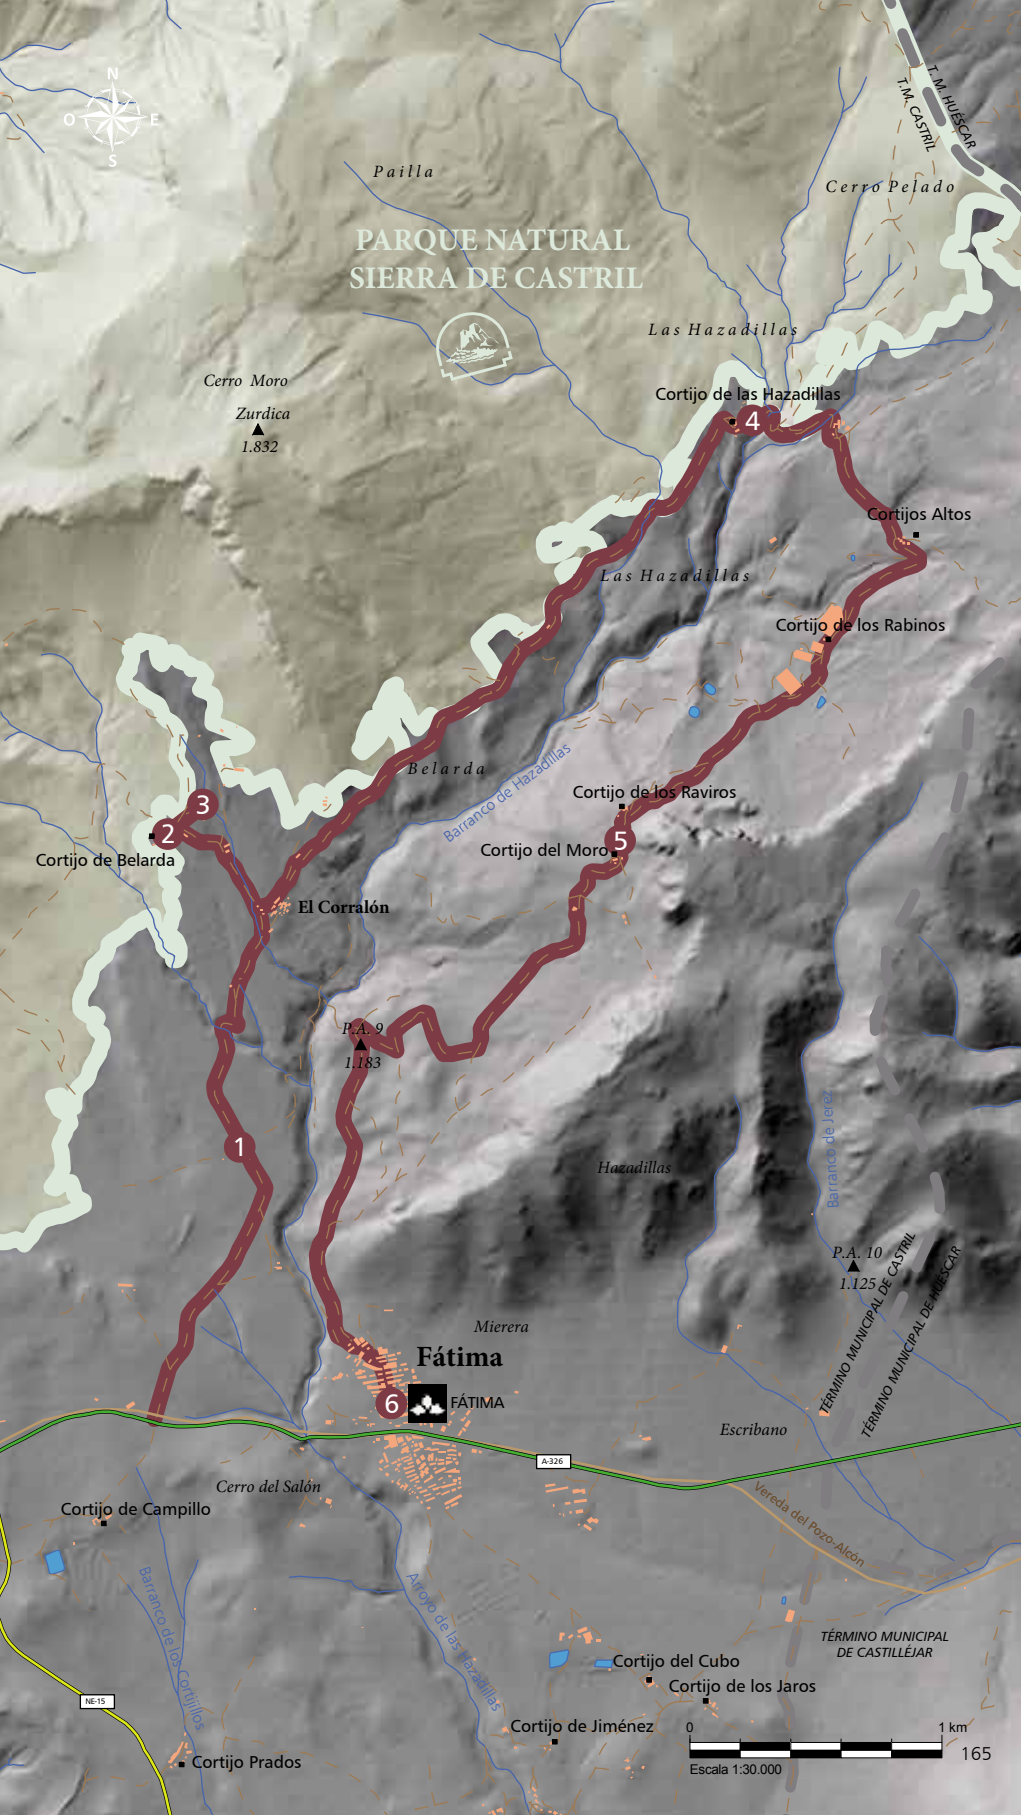 N
O E
S
T. M. HUÉSCAR
T.M. CASTRIL
Pailla
Cerro Pelado
PARQUE NATURAL
SIERRA DE CASTRIL
Las Hazadillas
Cerro Moro
Zurdica
1.832
Cortijo de las Hazadillas
4
Cortijos Altos
Las Hazadillas
Cortijo de los Rabinos
Belarda
Barranco de Hazadillas
Cortijo de los Raviros
3
2
Cortijo de Belarda
5
Cortijo del Moro
El Corralón
P.A. 9
1.183
1
Hazadillas
Barranco de Jerez
P.A. 10
1.125
TÉRMINO MUNICIPAL DE CASTRIL
TÉRMINO MUNICIPAL DE HUÉSCAR
Mierera
Fátima
6
FÁTIMA
Escribano
A-326
Cerro del Salón
Vereda del Pozo-Alcón
Cortijo de Campillo
Barranco de los Cortijillos
Arroyo de las Hazadillas
TÉRMINO MUNICIPAL
DE CASTILLÉJAR
Cortijo del Cubo
Cortijo de los Jaros
NE-15
Cortijo de Jiménez
Cortijo Prados
0 1 km
Escala 1:30.000
165